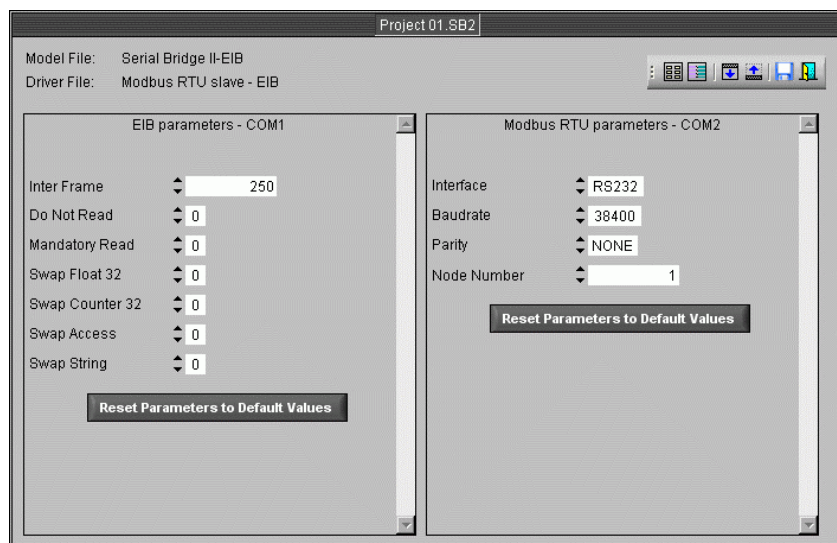 Project 01.SB2
Model File: Serial Bridge II-EIB
Driver File: Modbus RTU slave - EIB
EIB parameters - COM1
Inter Frame 250
Do Not Read 0
Mandatory Read 0
Swap Float 32 0
Swap Counter 32 0
Swap Access 0
Swap String 0
Reset Parameters to Default Values
Modbus RTU parameters - COM2
Interface RS232
Baudrate 38400
Parity NONE
Node Number 1
Reset Parameters to Default Values